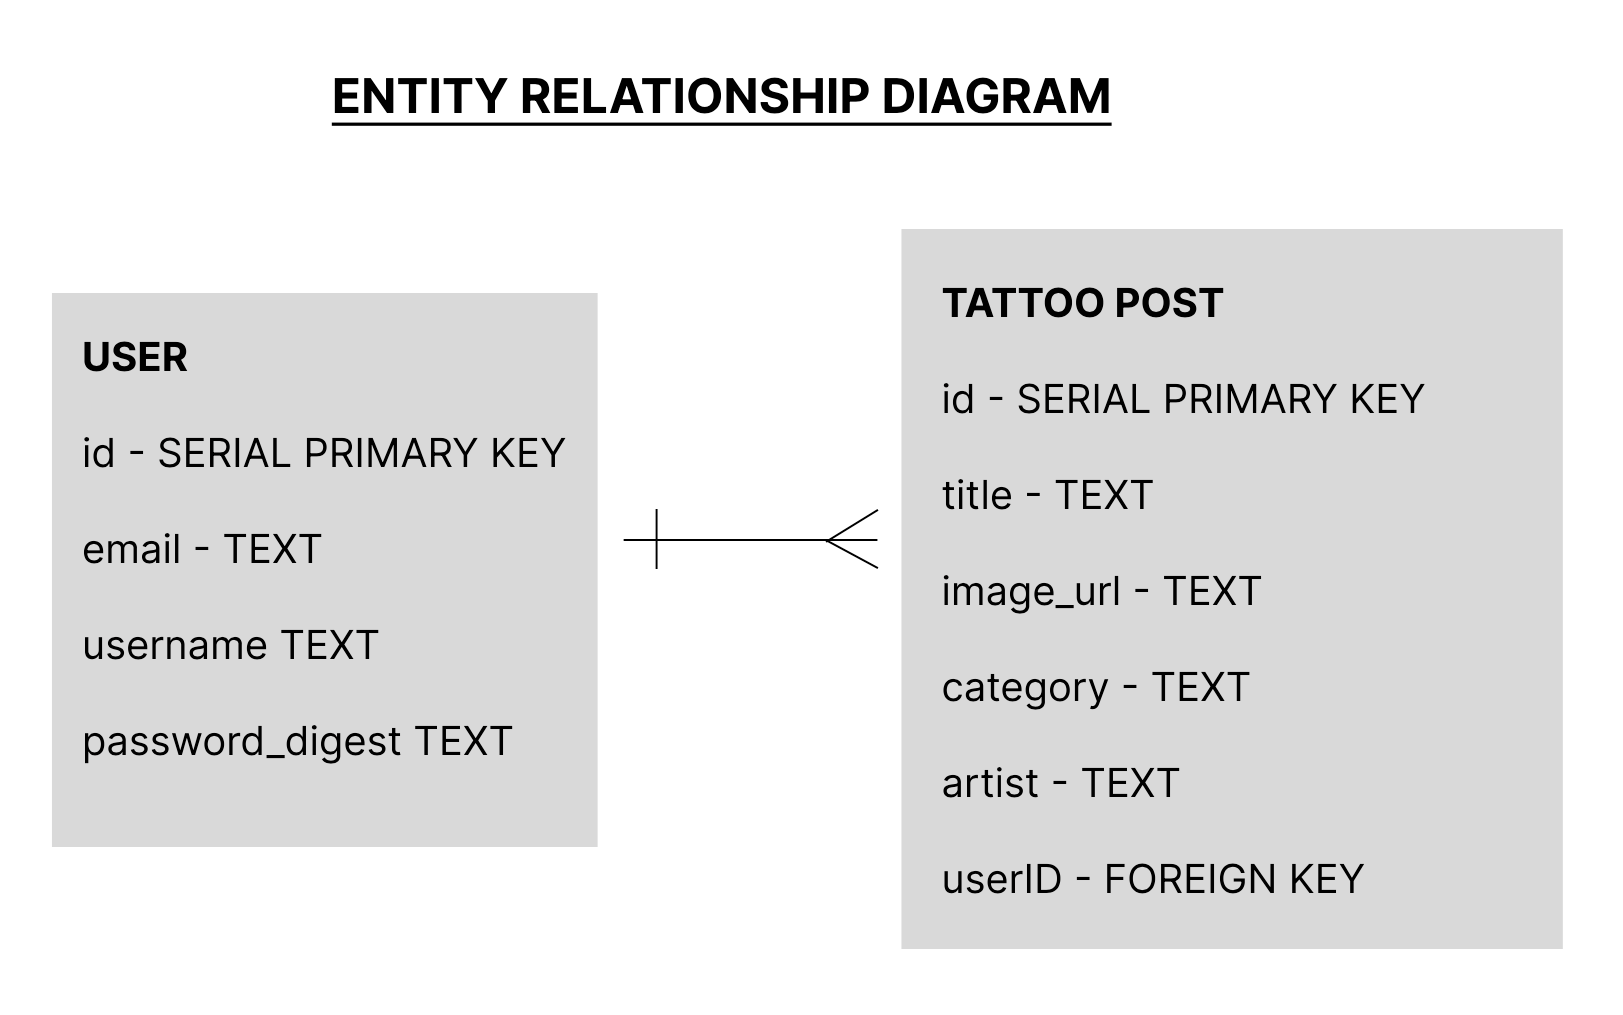 ENTITY RELATIONSHIP DIAGRAM
USER
id - SERIAL PRIMARY KEY
email - TEXT
username TEXT
password_digest TEXT
TATTOO POST
id - SERIAL PRIMARY KEY
title - TEXT
image_url - TEXT
category - TEXT
artist - TEXT
userID - FOREIGN KEY